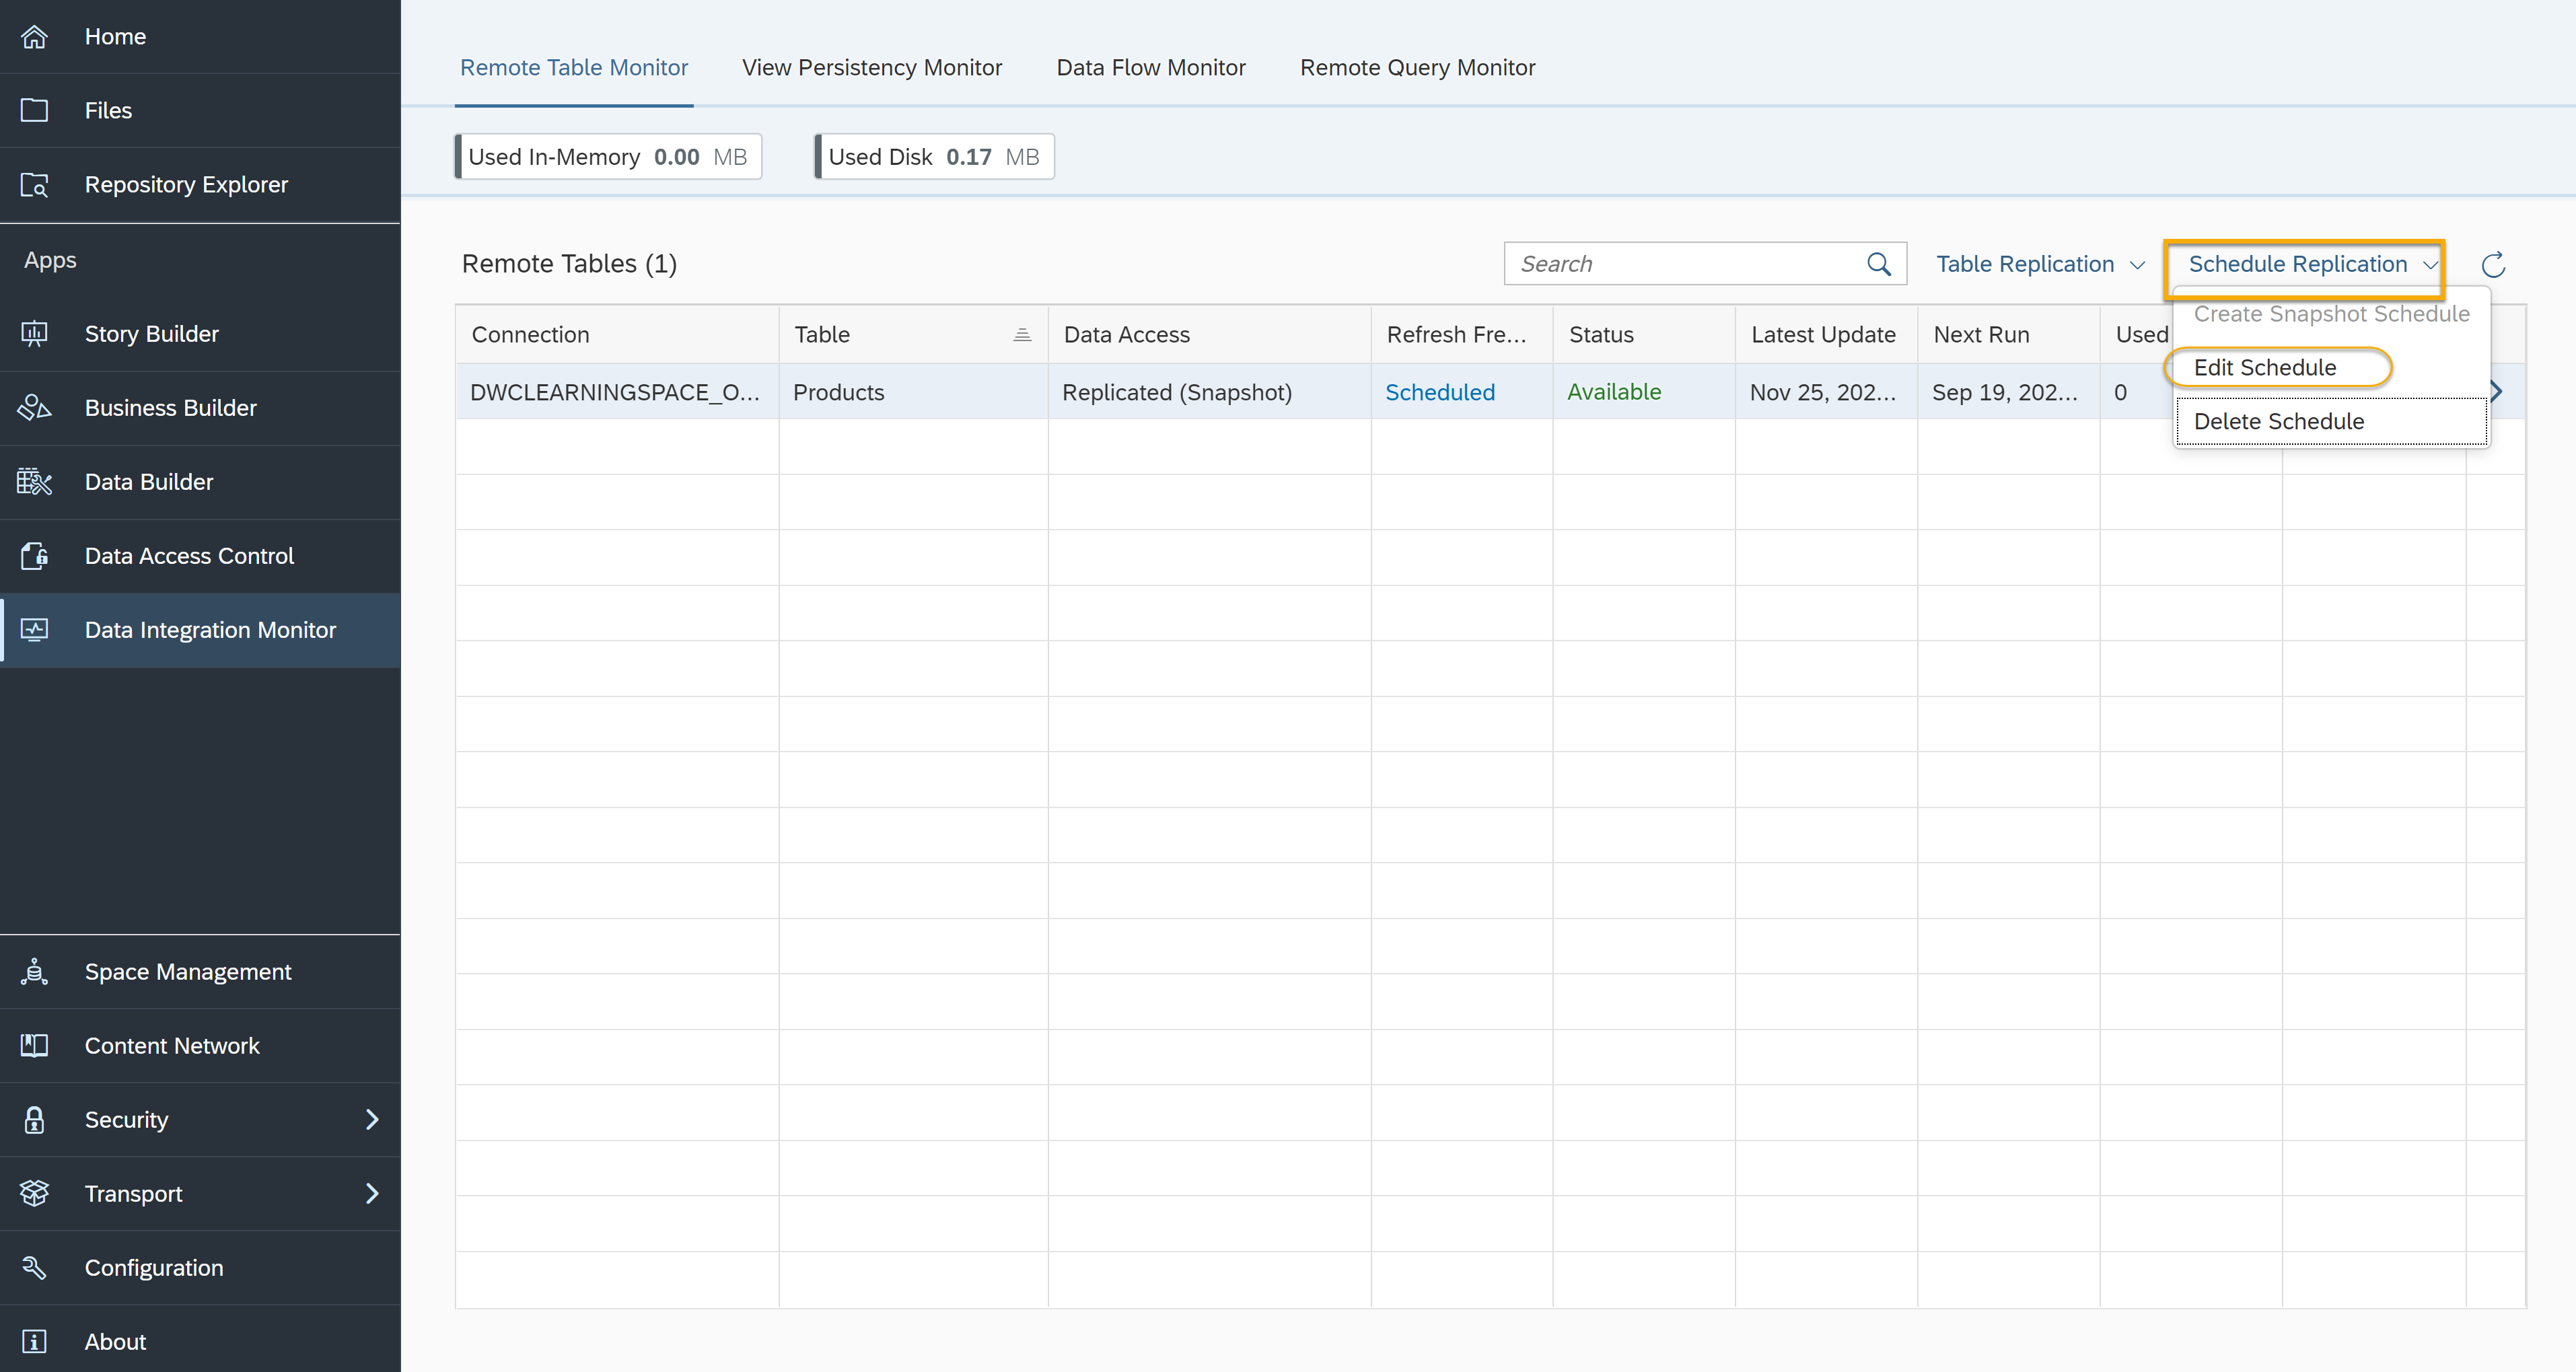 Home
Files
Repository Explorer
Apps
Story Builder
Business Builder
Data Builder
Data Access Control
Data Integration Monitor
Space Management
Content Network
Security
Transport
Configuration
About
Remote Table Monitor View Persistency Monitor Data Flow Monitor Remote Query Monitor
Used In-Memory 0.00 MB Used Disk 0.17 MB
Remote Tables (1) Search Table Replication Schedule Replication
Create Snapshot Schedule
Edit Schedule
Delete Schedule
Connection Table Data Access Refresh Fre... Status Latest Update Next Run Used
DWCLEARNINGSPACE_O... Products Replicated (Snapshot) Scheduled Available Nov 25, 202... Sep 19, 202... 0